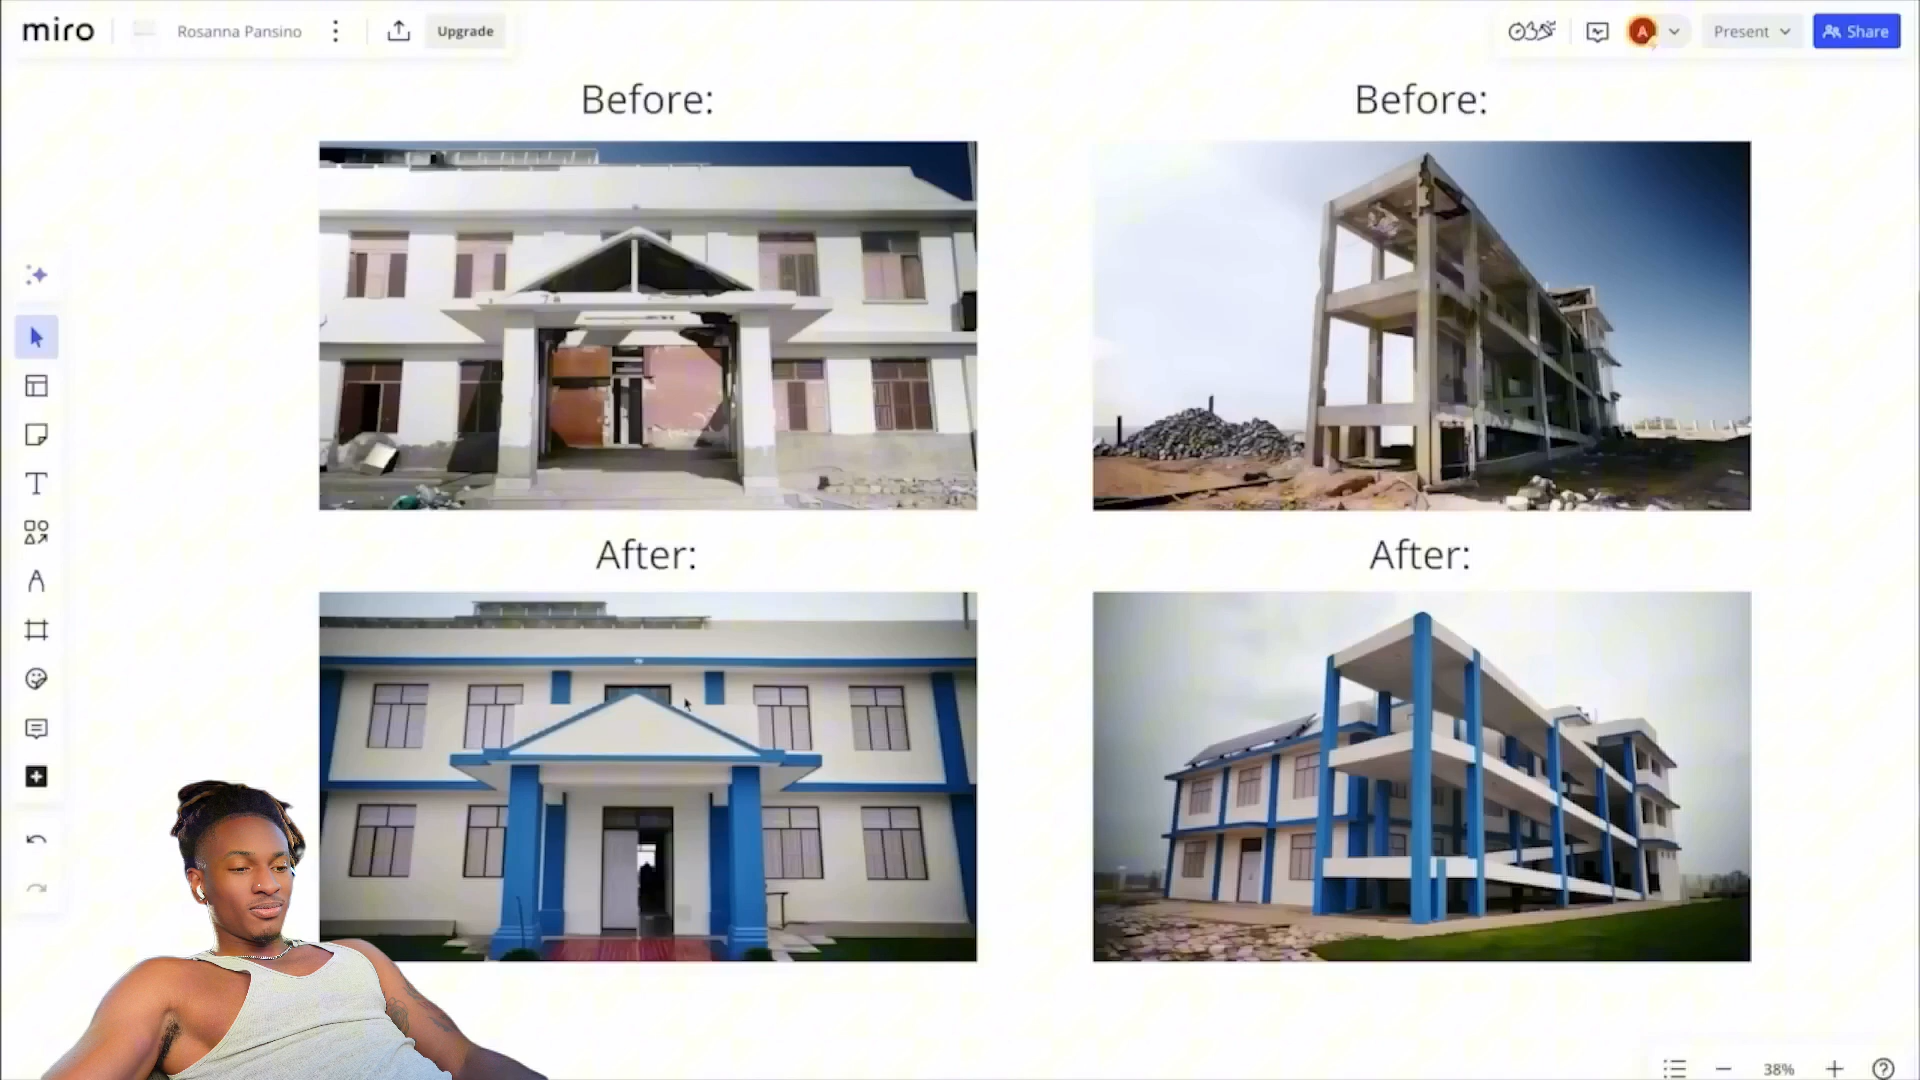 miro
Rosanna Pansino
Upgrade
A
Present
Share
Before:
Before:
After:
After:
38%